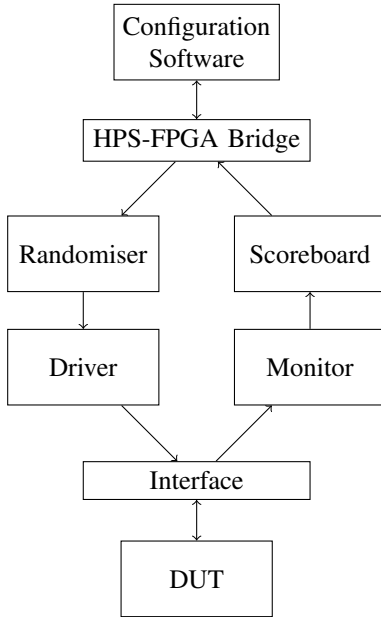 Configuration
Software
HPS-FPGA Bridge
Randomiser
Scoreboard
Driver
Monitor
Interface
DUT